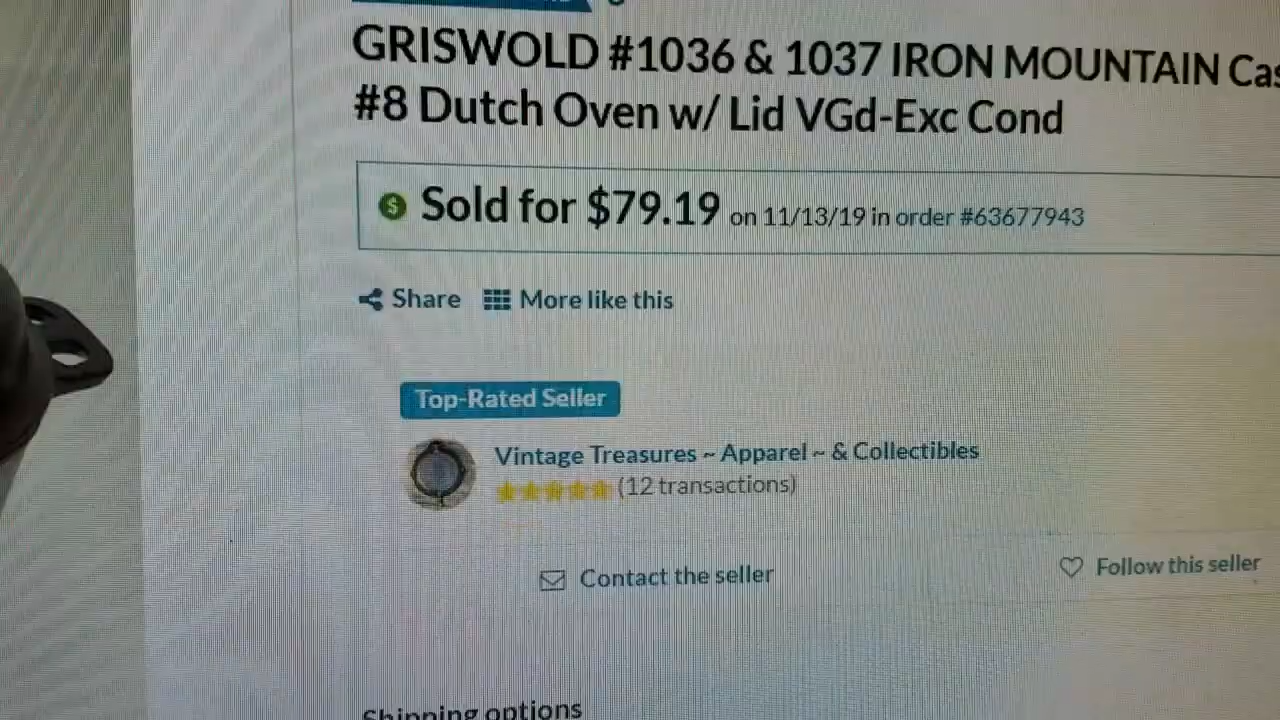 GRISWOLD #1036 & 1037 IRON MOUNTAIN Cas
#8 Dutch Oven w/ Lid VGd-Exc Cond
$ Sold for $79.19 on 11/13/19 in order #63677943
Share More like this
Top-Rated Seller
Vintage Treasures ~ Apparel ~ & Collectibles
(12 transactions)
Contact the seller Follow this seller
Shipping options